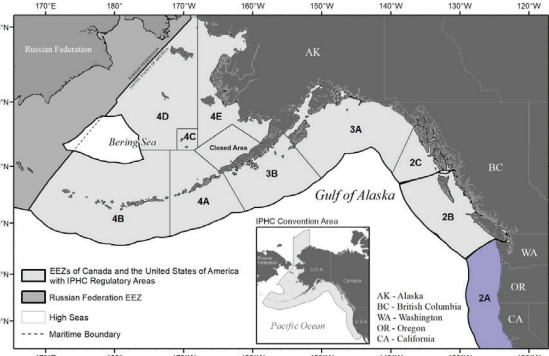 170°E
180°
170°W
160°W
150°W
140°W
130°W
120°W
Russian Federation
AK
4D
4E
4C
Bering Sea
Closed Area
3A
3B
2C
BC
4A
4B
Gulf of Alaska
2B
WA
2A
OR
CA
IPHC Convention Area
Russian
Federation
U.S.A.
Canada
U.S.A.
Pacific Ocean
EEZs of Canada and the United States of America
with IPHC Regulatory Areas
Russian Federation EEZ
High Seas
Maritime Boundary
AK - Alaska
BC - British Columbia
WA - Washington
OR - Oregon
CA - California